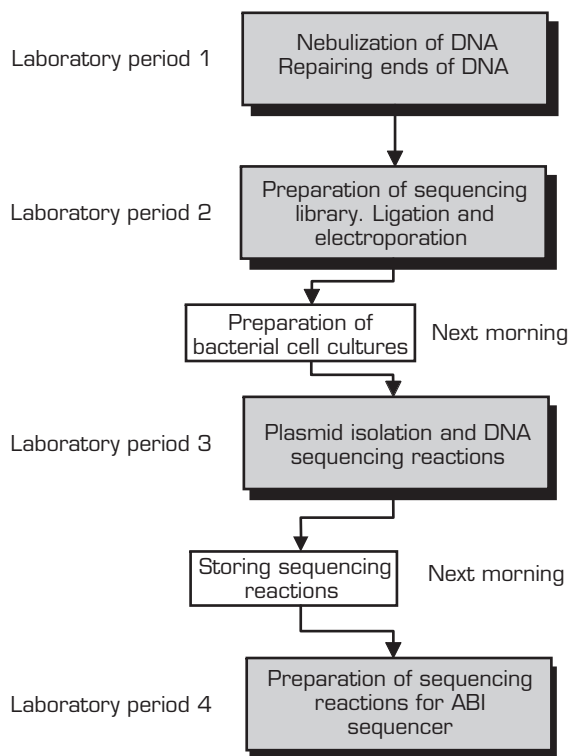 Laboratory period 1
Nebulization of DNA
Repairing ends of DNA
Laboratory period 2
Preparation of sequencing
library. Ligation and
electroporation
Preparation of
bacterial cell cultures
Next morning
Laboratory period 3
Plasmid isolation and DNA
sequencing reactions
Storing sequencing
reactions
Next morning
Laboratory period 4
Preparation of sequencing
reactions for ABI
sequencer